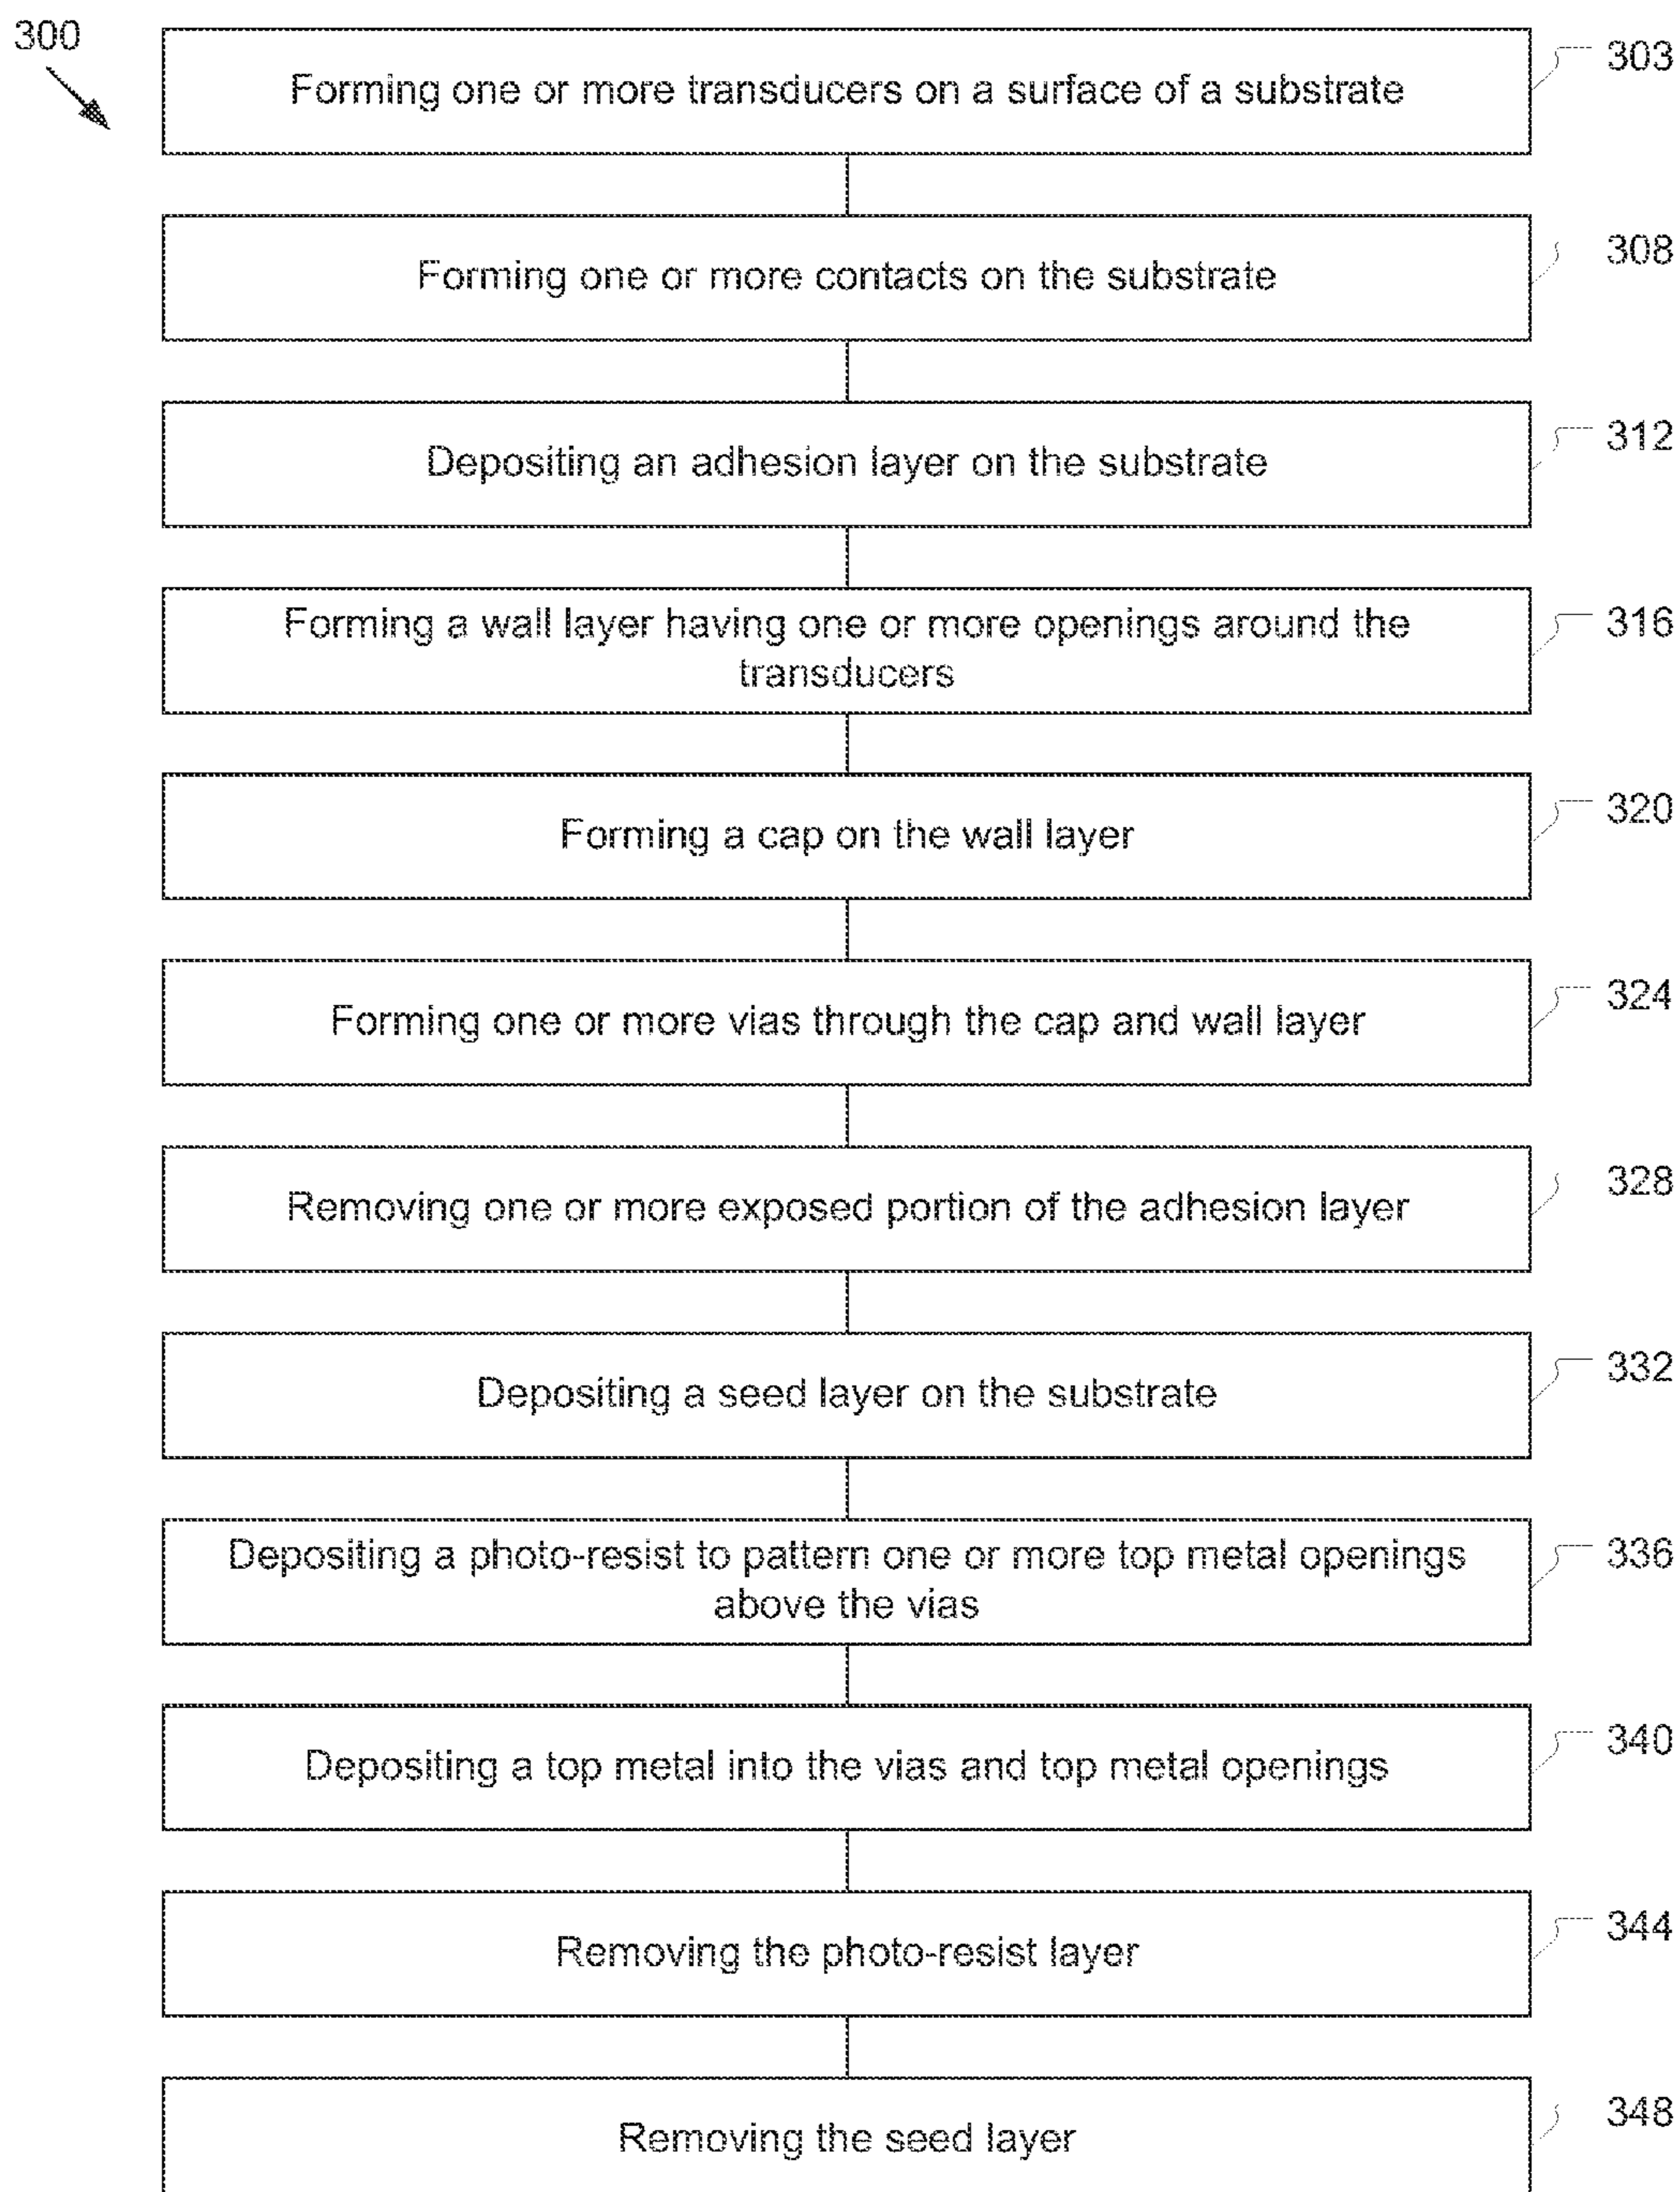 300
Forming one or more transducers on a surface of a substrate
303
Forming one or more contacts on the substrate
308
Depositing an adhesion layer on the substrate
312
Forming a wall layer having one or more openings around the
transducers
316
Forming a cap on the wall layer
320
Forming one or more vias through the cap and wall layer
324
Removing one or more exposed portion of the adhesion layer
328
Depositing a seed layer on the substrate
332
Depositing a photo-resist to pattern one or more top metal openings
above the vias
336
Depositing a top metal into the vias and top metal openings
340
Removing the photo-resist layer
344
Removing the seed layer
348